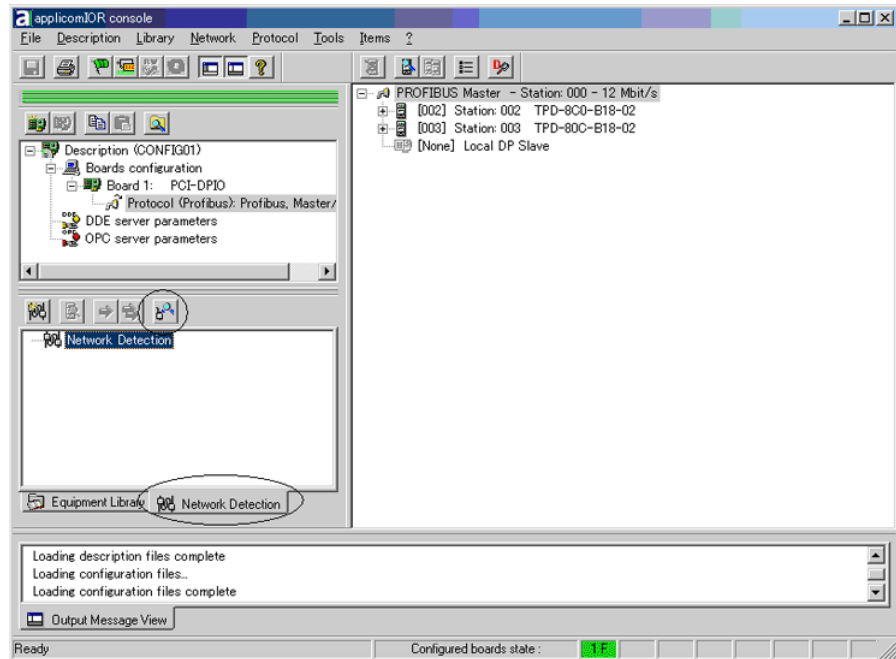 applicomIOR console
File Description Library Network Protocol Tools Items ?
PROFIBUS Master - Station: 000 - 12 Mbit/s
[002] Station: 002 TPD-8C0-B18-02
[003] Station: 003 TPD-80C-B18-02
[None] Local DP Slave
Description (CONFIG01)
Boards configuration
Board 1: PCI-DPIO
Protocol (Profibus): Profibus, Master/
DDE server parameters
OPC server parameters
Network Detection
Equipment Library
Network Detection
Loading description files complete
Loading configuration files...
Loading configuration files complete
Output Message View
Ready
Configured boards state :
1 F